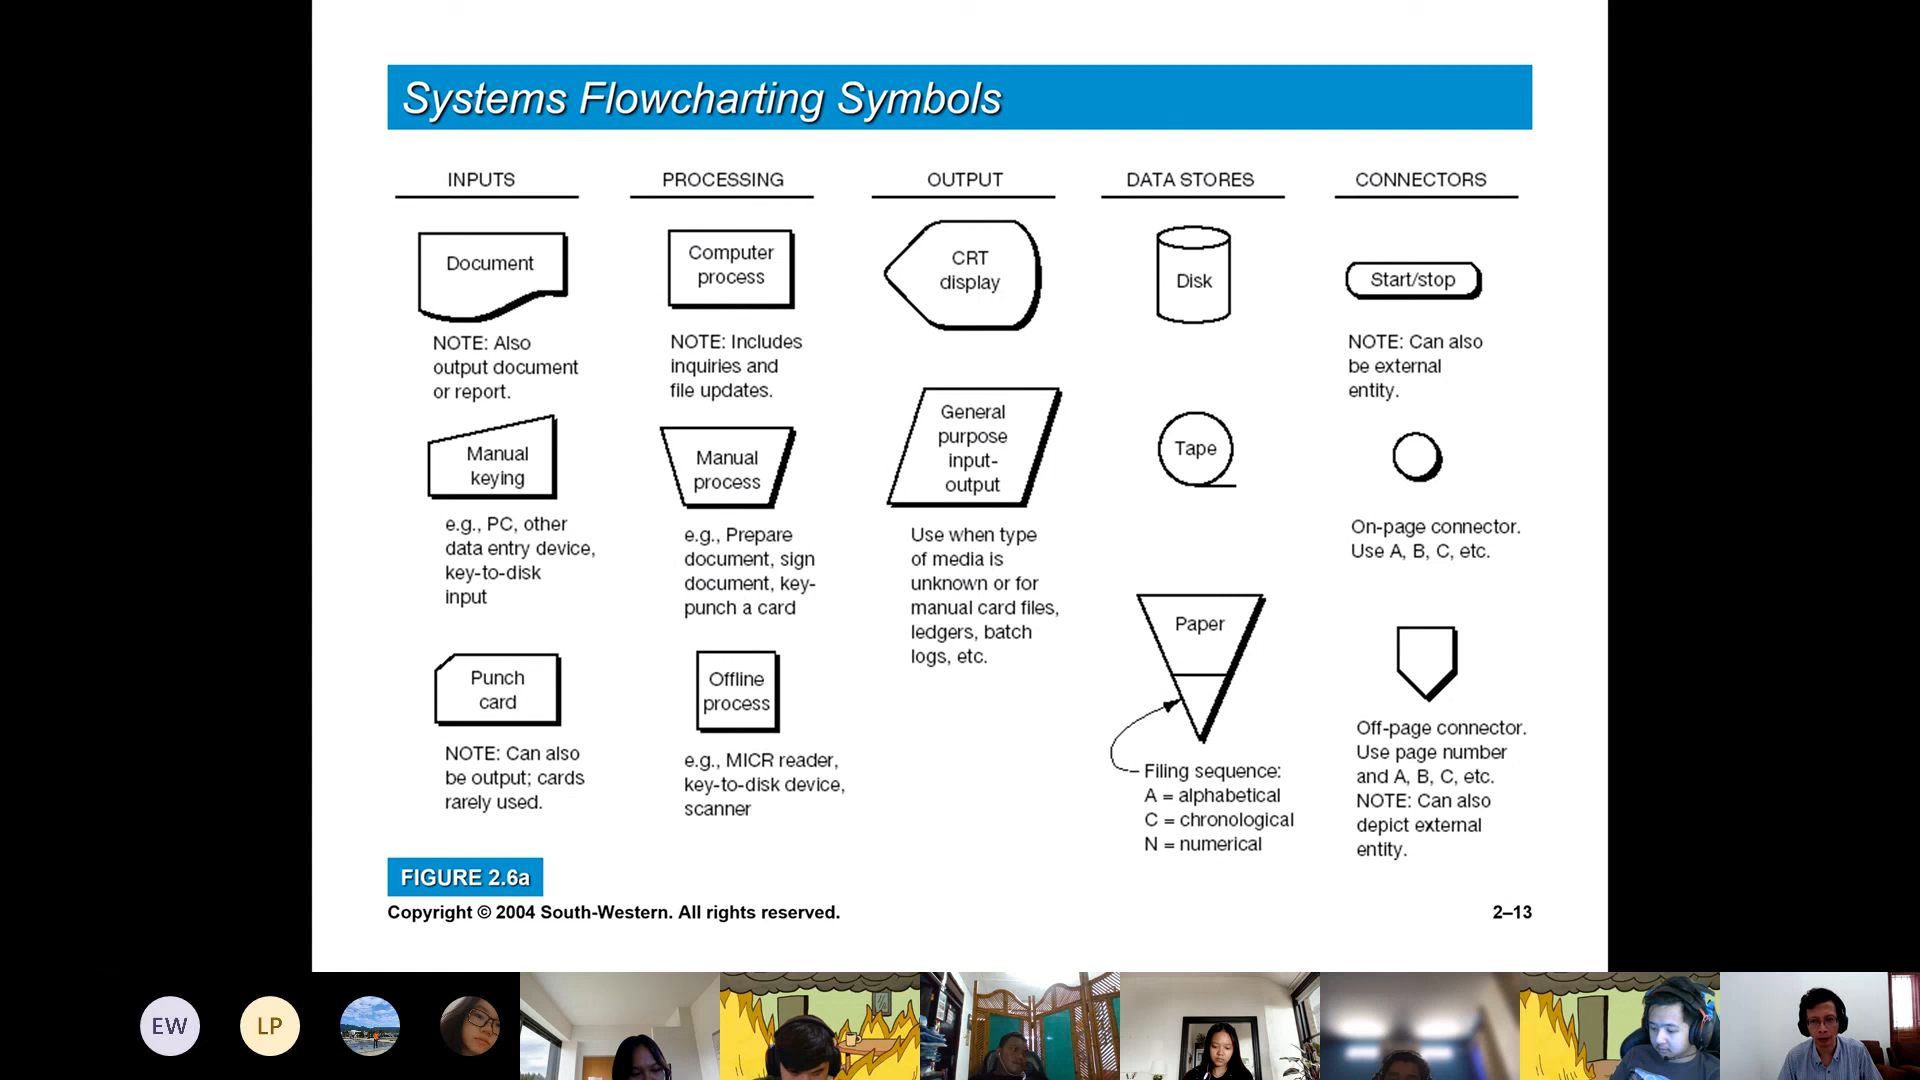 Systems Flowcharting Symbols
INPUTS
Document
NOTE: Also
output document
or report.
Manual
keying
e.g., PC, other
data entry device,
key-to-disk
input
Punch
card
NOTE: Can also
be output; cards
rarely used.
PROCESSING
Computer
process
NOTE: Includes
inquiries and
file updates.
Manual
process
e.g., Prepare
document, sign
document, key-
punch a card
Offline
process
e.g., MICR reader,
key-to-disk device,
scanner
OUTPUT
CRT
display
General
purpose
input-
output
Use when type
of media is
unknown or for
manual card files,
ledgers, batch
logs, etc.
DATA STORES
Disk
Tape
Paper
Filing sequence:
A = alphabetical
C = chronological
N = numerical
CONNECTORS
Start/stop
NOTE: Can also
be external
entity.
On-page connector.
Use A, B, C, etc.
Off-page connector.
Use page number
and A, B, C, etc.
NOTE: Can also
depict external
entity.
FIGURE 2.6a
Copyright © 2004 South-Western. All rights reserved.
2–13
EW
LP